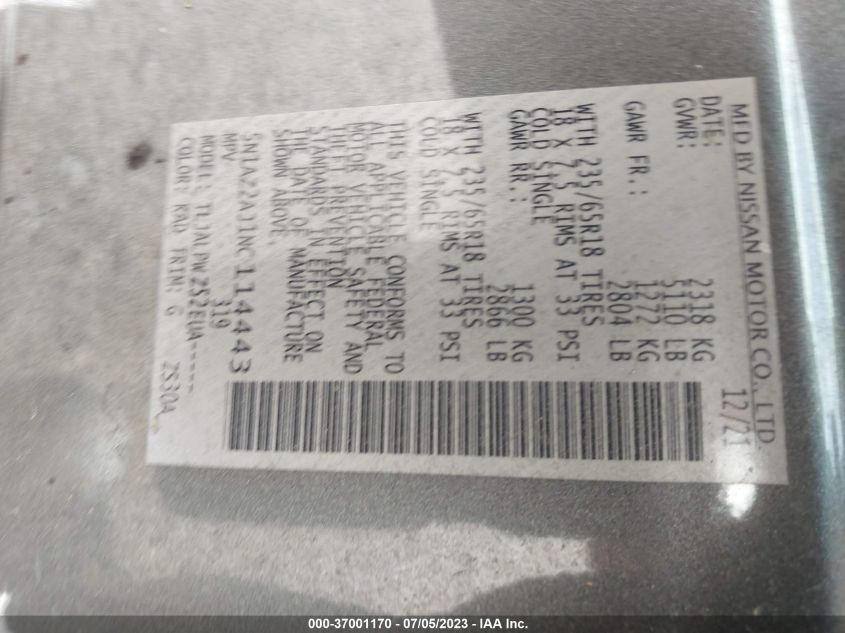 MFD BY NISSAN MOTOR CO., LTD.
DATE: 12/21
GVWR: 2318 KG
5110 LB
GAWR FR.: 1272 KG
2804 LB
WITH 235/65R18 TIRES
18 X 7.5 RIMS AT 33 PSI
COLD SINGLE
GAWR RR.: 1300 KG
2866 LB
WITH 235/65R18 TIRES
18 X 7.5 RIMS AT 33 PSI
COLD SINGLE
THIS VEHICLE CONFORMS TO
ALL APPLICABLE FEDERAL
MOTOR VEHICLE SAFETY AND
THEFT PREVENTION
STANDARDS IN EFFECT ON
THE DATE OF MANUFACTURE
SHOWN ABOVE.
5N1AZ2AJ1NC114443
MPV 319
MODEL: TLJALPWZ52EUA-----
COLOR: KAD TRIM: G ZS30A
000-37001170 - 07/05/2023 - IAA Inc.